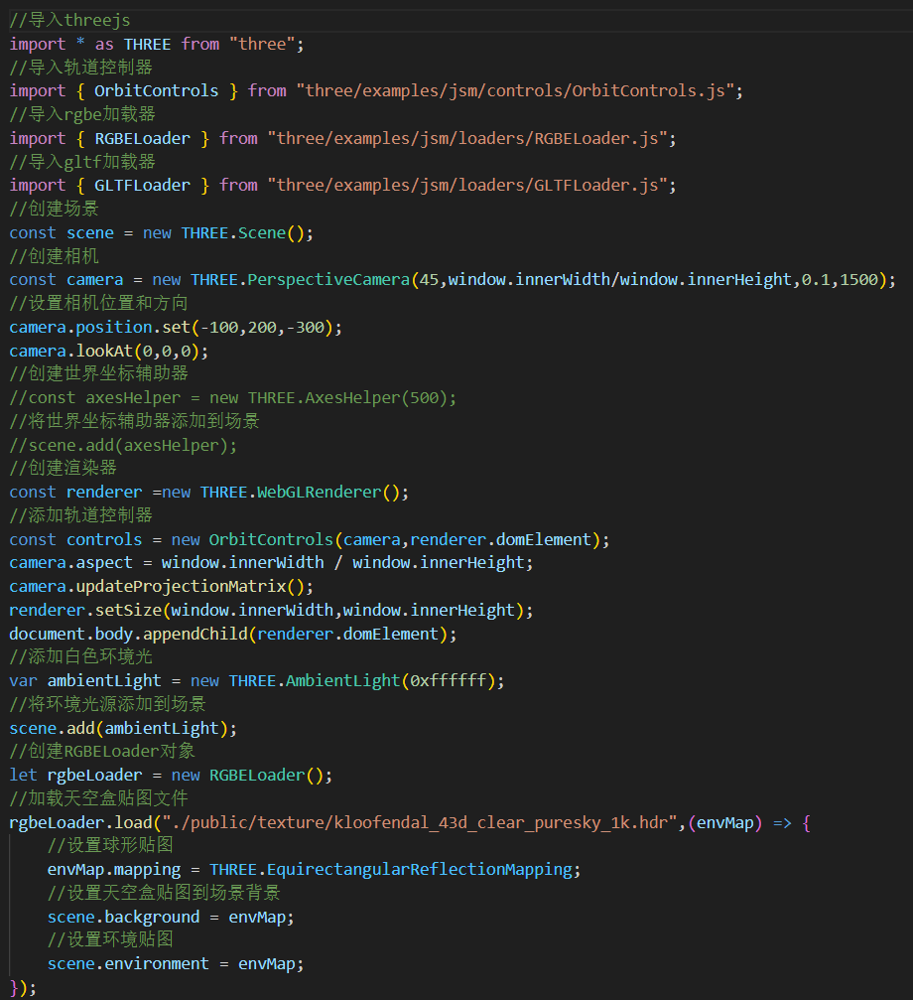 //导入threejs
import * as THREE from "three";
//导入轨道控制器
import { OrbitControls } from "three/examples/jsm/controls/OrbitControls.js";
//导入rgbe加载器
import { RGBELoader } from "three/examples/jsm/loaders/RGBELoader.js";
//导入gltf加载器
import { GLTFLoader } from "three/examples/jsm/loaders/GLTFLoader.js";
//创建场景
const scene = new THREE.Scene();
//创建相机
const camera = new THREE.PerspectiveCamera(45,window.innerWidth/window.innerHeight,0.1,1500);
//设置相机位置和方向
camera.position.set(-100,200,-300);
camera.lookAt(0,0,0);
//创建世界坐标辅助器
//const axesHelper = new THREE.AxesHelper(500);
//将世界坐标辅助器添加到场景
//scene.add(axesHelper);
//创建渲染器
const renderer =new THREE.WebGLRenderer();
//添加轨道控制器
const controls = new OrbitControls(camera,renderer.domElement);
camera.aspect = window.innerWidth / window.innerHeight;
camera.updateProjectionMatrix();
renderer.setSize(window.innerWidth,window.innerHeight);
document.body.appendChild(renderer.domElement);
//添加白色环境光
var ambientLight = new THREE.AmbientLight(0xffffff);
//将环境光源添加到场景
scene.add(ambientLight);
//创建RGBELoader对象
let rgbeLoader = new RGBELoader();
//加载天空盒贴图文件
rgbeLoader.load("./public/texture/kloofendal_43d_clear_puresky_1k.hdr",(envMap) => {
    //设置球形贴图
    envMap.mapping = THREE.EquirectangularReflectionMapping;
    //设置天空盒贴图到场景背景
    scene.background = envMap;
    //设置环境贴图
    scene.environment = envMap;
});